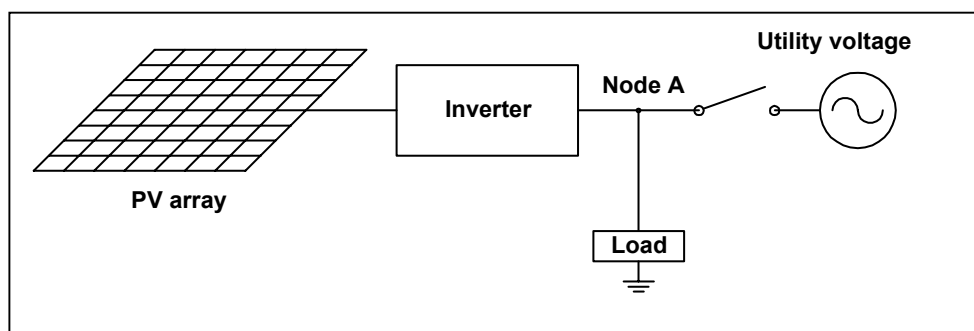 Utility voltage
Node A
Inverter
PV array
Load